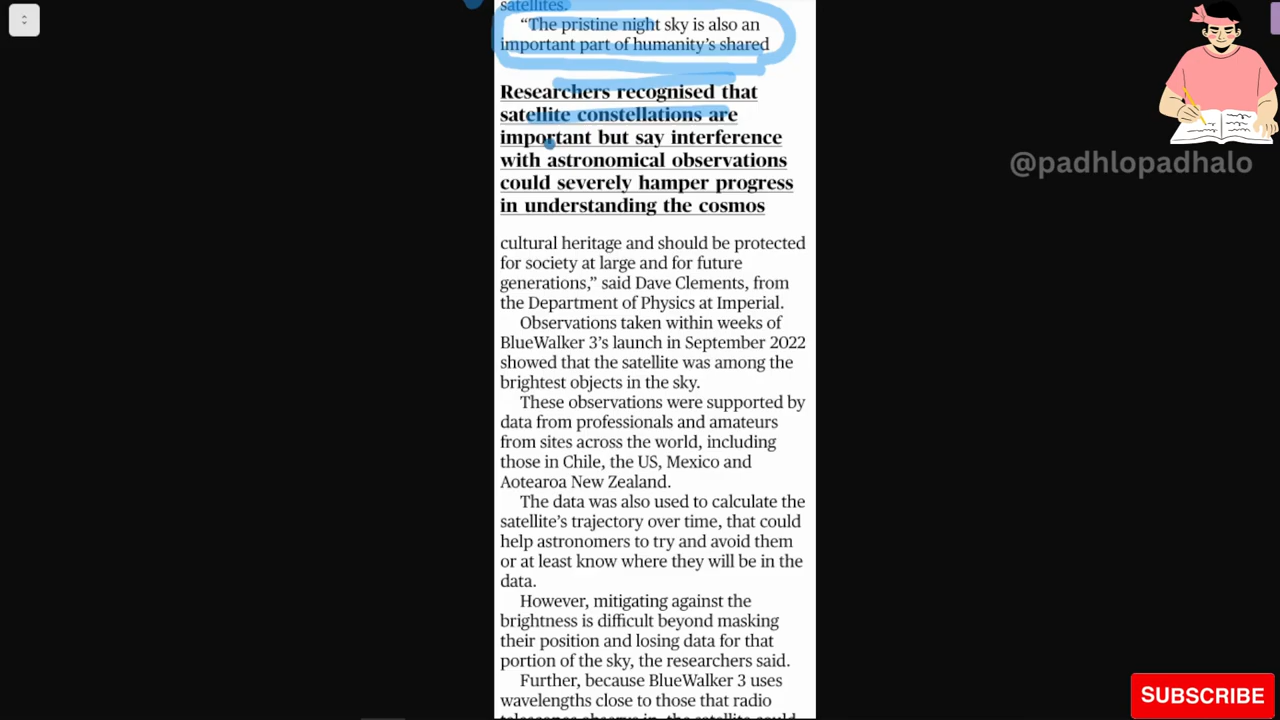 satellites.
“The pristine night sky is also an
important part of humanity’s shared
Researchers recognised that
satellite constellations are
important but say interference
with astronomical observations
could severely hamper progress
in understanding the cosmos
cultural heritage and should be protected
for society at large and for future
generations,” said Dave Clements, from
the Department of Physics at Imperial.
Observations taken within weeks of
BlueWalker 3’s launch in September 2022
showed that the satellite was among the
brightest objects in the sky.
These observations were supported by
data from professionals and amateurs
from sites across the world, including
those in Chile, the US, Mexico and
Aotearoa New Zealand.
The data was also used to calculate the
satellite’s trajectory over time, that could
help astronomers to try and avoid them
or at least know where they will be in the
data.
However, mitigating against the
brightness is difficult beyond masking
their position and losing data for that
portion of the sky, the researchers said.
Further, because BlueWalker 3 uses
wavelengths close to those that radio
telescopes observe in, the satellite could
@padhlopadhalo
SUBSCRIBE